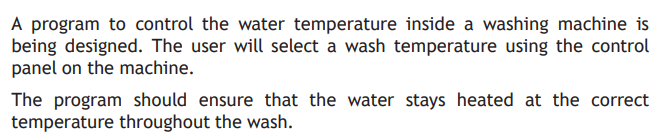 A program to control the water temperature inside a washing machine is
being designed. The user will select a wash temperature using the control
panel on the machine.
The program should ensure that the water stays heated at the correct
temperature throughout the wash.